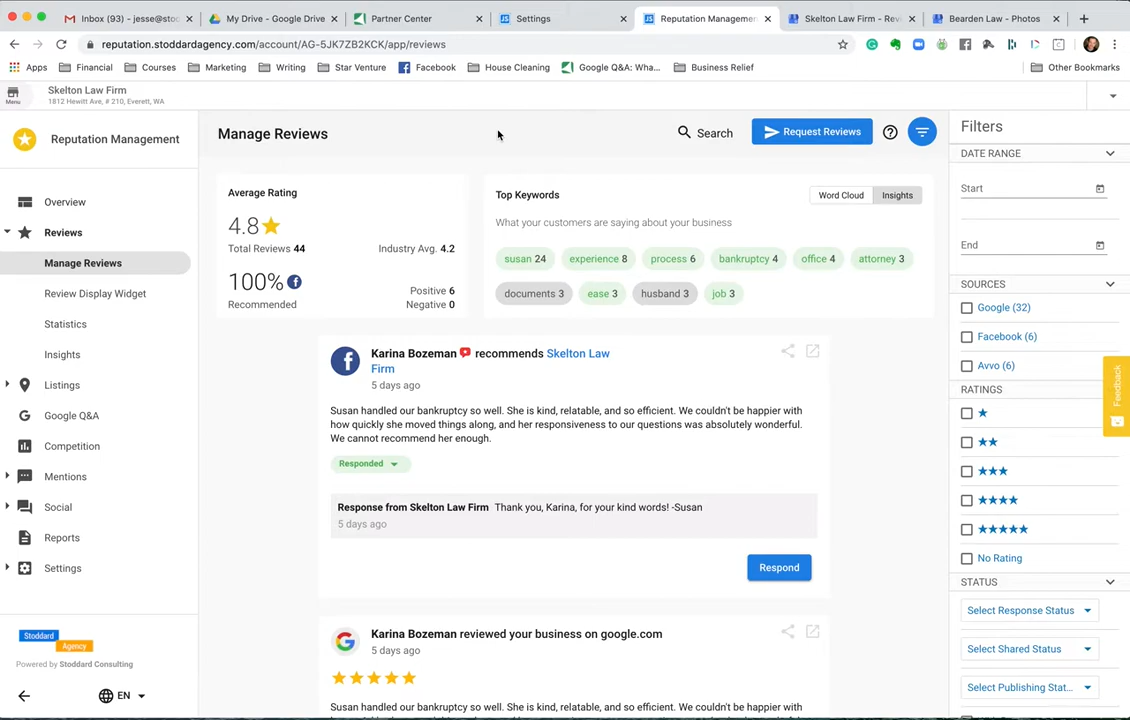 Inbox (93) - jesse@stod
My Drive - Google Drive
Partner Center
Settings
Reputation Management
Skelton Law Firm - Rev
Bearden Law - Photos
reputation.stoddardagency.com/account/AG-5JK7ZB2KCK/app/reviews
Apps
Financial
Courses
Marketing
Writing
Star Venture
Facebook
House Cleaning
Google Q&A: Wha...
Business Relief
Other Bookmarks
Menu
Skelton Law Firm
1812 Hewitt Ave, # 210, Everett, WA
Reputation Management
Overview
Reviews
Manage Reviews
Review Display Widget
Statistics
Insights
Listings
Google Q&A
Competition
Mentions
Social
Reports
Settings
Stoddard
Agency
Powered by Stoddard Consulting
EN
Manage Reviews
Search
Request Reviews
Average Rating
4.8
Total Reviews 44
Industry Avg. 4.2
100%
Recommended
Positive 6
Negative 0
Top Keywords
Word Cloud
Insights
What your customers are saying about your business
susan 24
experience 8
process 6
bankruptcy 4
office 4
attorney 3
documents 3
ease 3
husband 3
job 3
Karina Bozeman recommends Skelton Law
Firm
5 days ago
Susan handled our bankruptcy so well. She is kind, relatable, and so efficient. We couldn't be happier with
how quickly she moved things along, and her responsiveness to our questions was absolutely wonderful.
We cannot recommend her enough.
Responded
Response from Skelton Law Firm Thank you, Karina, for your kind words! -Susan
5 days ago
Respond
Karina Bozeman reviewed your business on google.com
5 days ago
Susan handled our bankruptcy so well. She is kind, relatable, and so efficient. We couldn't be happier with
Filters
DATE RANGE
Start
End
SOURCES
Google (32)
Facebook (6)
Avvo (6)
RATINGS
No Rating
STATUS
Select Response Status
Select Shared Status
Select Publishing Stat...
Feedback